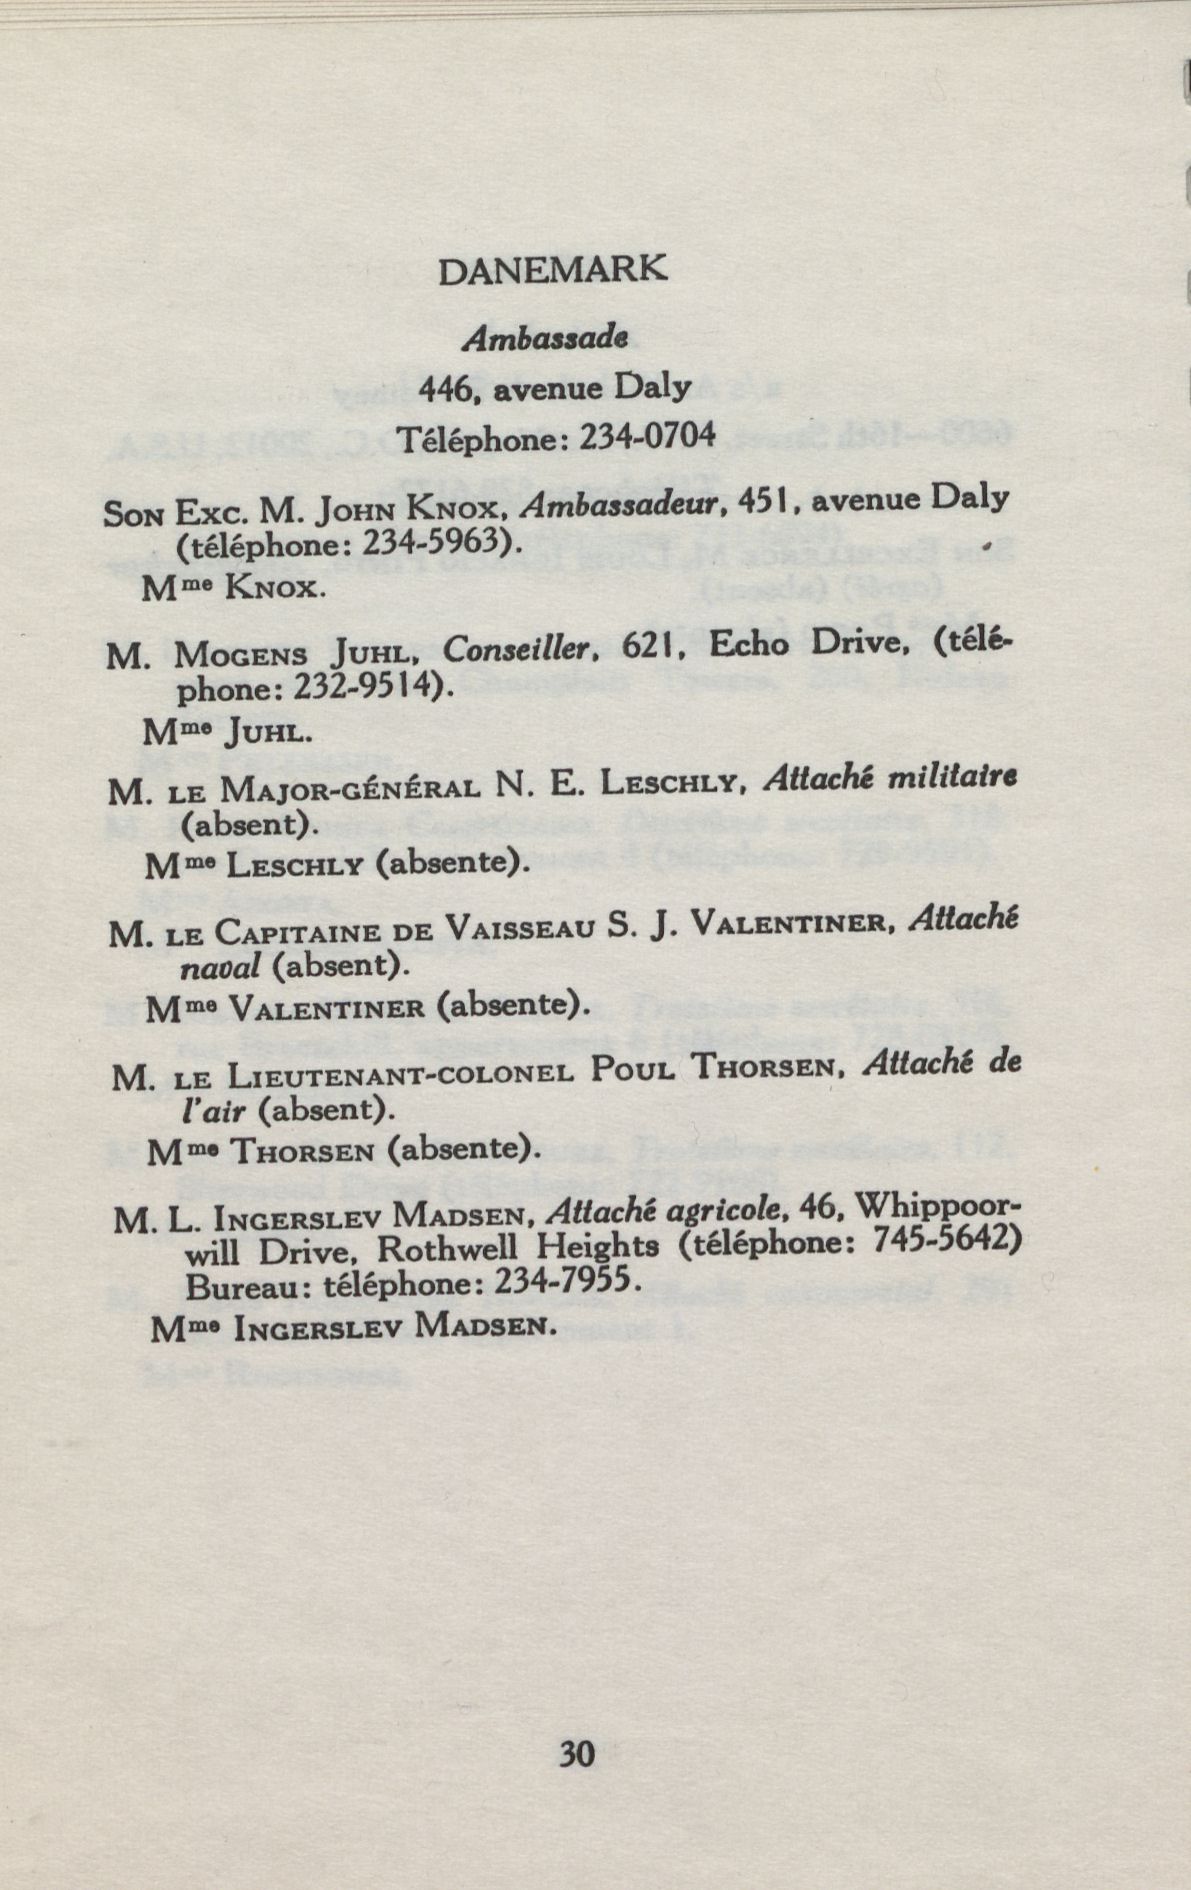 DANEMARK
Ambassade
446, avenue Daly
Téléphone: 234-0704
Son Exc. M. John Knox, Ambassadeur, 451, avenue Daly
(téléphone: 234-5963).
Mme Knox.
M. Mogens Juhl, Conseiller, 621, Echo Drive, (télé-
phone: 232-9514).
Mme Juhl.
M. le Major-général N. E. Leschly, Attaché militaire
(absent).
Mme Leschly (absente).
M. le Capitaine de Vaisseau S. J. Valentiner, Attaché
naval (absent).
Mme Valentiner (absente).
M. le Lieutenant-colonel Poul Thorsen, Attaché de
l'air (absent).
Mme Thorsen (absente).
M. L. Ingerslev Madsen, Attaché agricole, 46, Whippoor-
will Drive, Rothwell Heights (téléphone: 745-5642)
Bureau: téléphone: 234-7955.
Mme Ingerslev Madsen.
30